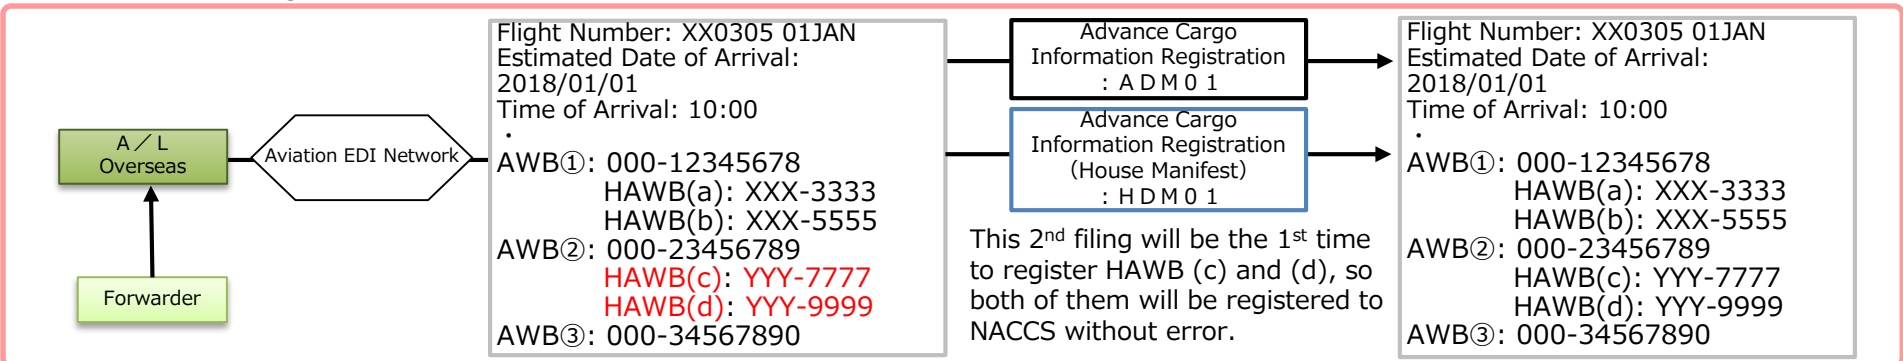 A／L
Overseas
Forwarder
Aviation EDI Network
Flight Number: XX0305 01JAN
Estimated Date of Arrival:
2018/01/01
Time of Arrival: 10:00
・
AWB①: 000-12345678
HAWB(a): XXX-3333
HAWB(b): XXX-5555
AWB②: 000-23456789
HAWB(c): YYY-7777
HAWB(d): YYY-9999
AWB③: 000-34567890
Advance Cargo
Information Registration
：ＡＤＭ０１
Advance Cargo
Information Registration
（House Manifest）
：ＨＤＭ０１
This 2nd filing will be the 1st time
to register HAWB (c) and (d), so
both of them will be registered to
NACCS without error.
Flight Number: XX0305 01JAN
Estimated Date of Arrival:
2018/01/01
Time of Arrival: 10:00
・
AWB①: 000-12345678
HAWB(a): XXX-3333
HAWB(b): XXX-5555
AWB②: 000-23456789
HAWB(c): YYY-7777
HAWB(d): YYY-9999
AWB③: 000-34567890